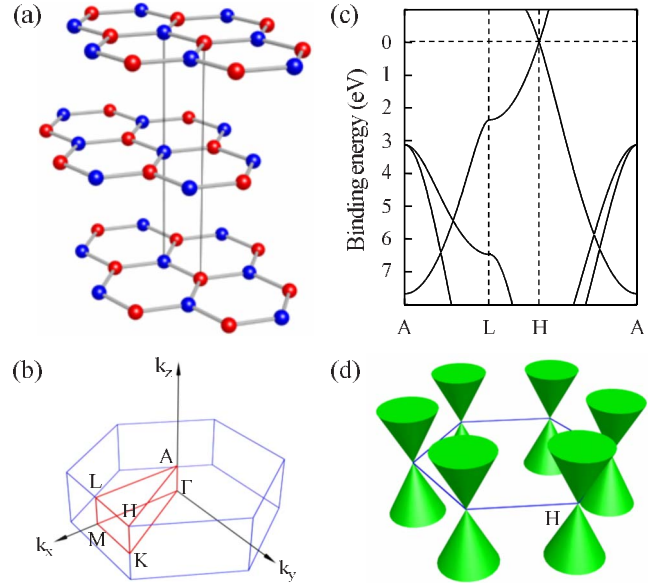 (a)
(c)
0
1
2
3
4
5
6
7
Binding energy (eV)
A
L
H
A
(b)
k_z
A
L
H
Γ
M
K
k_x
k_y
(d)
H